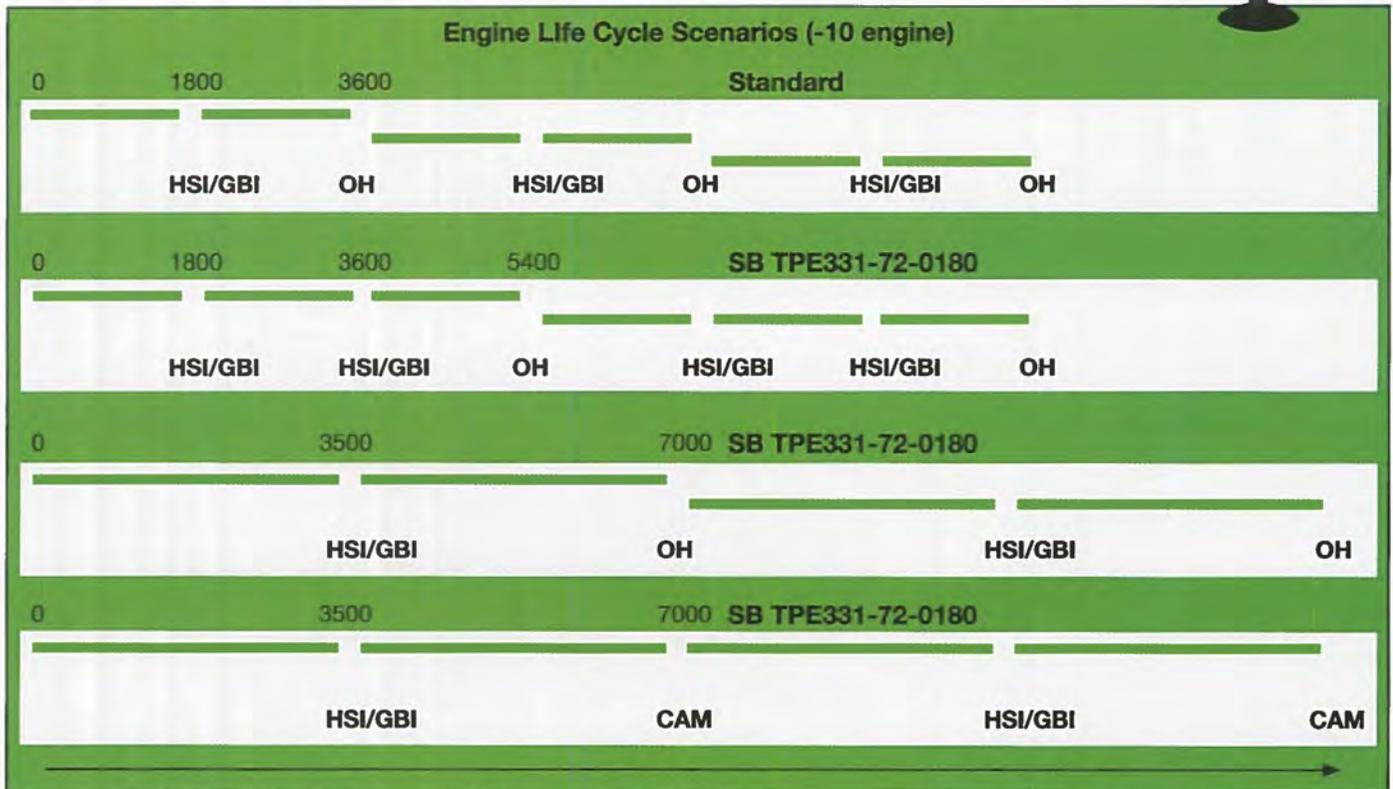 Engine LIfe Cycle Scenarios (-10 engine)
0 1800 3600 Standard
HSI/GBI OH HSI/GBI OH HSI/GBI OH
0 1800 3600 5400 SB TPE331-72-0180
HSI/GBI HSI/GBI OH HSI/GBI HSI/GBI OH
0 3500 7000 SB TPE331-72-0180
HSI/GBI OH HSI/GBI OH
0 3500 7000 SB TPE331-72-0180
HSI/GBI CAM HSI/GBI CAM